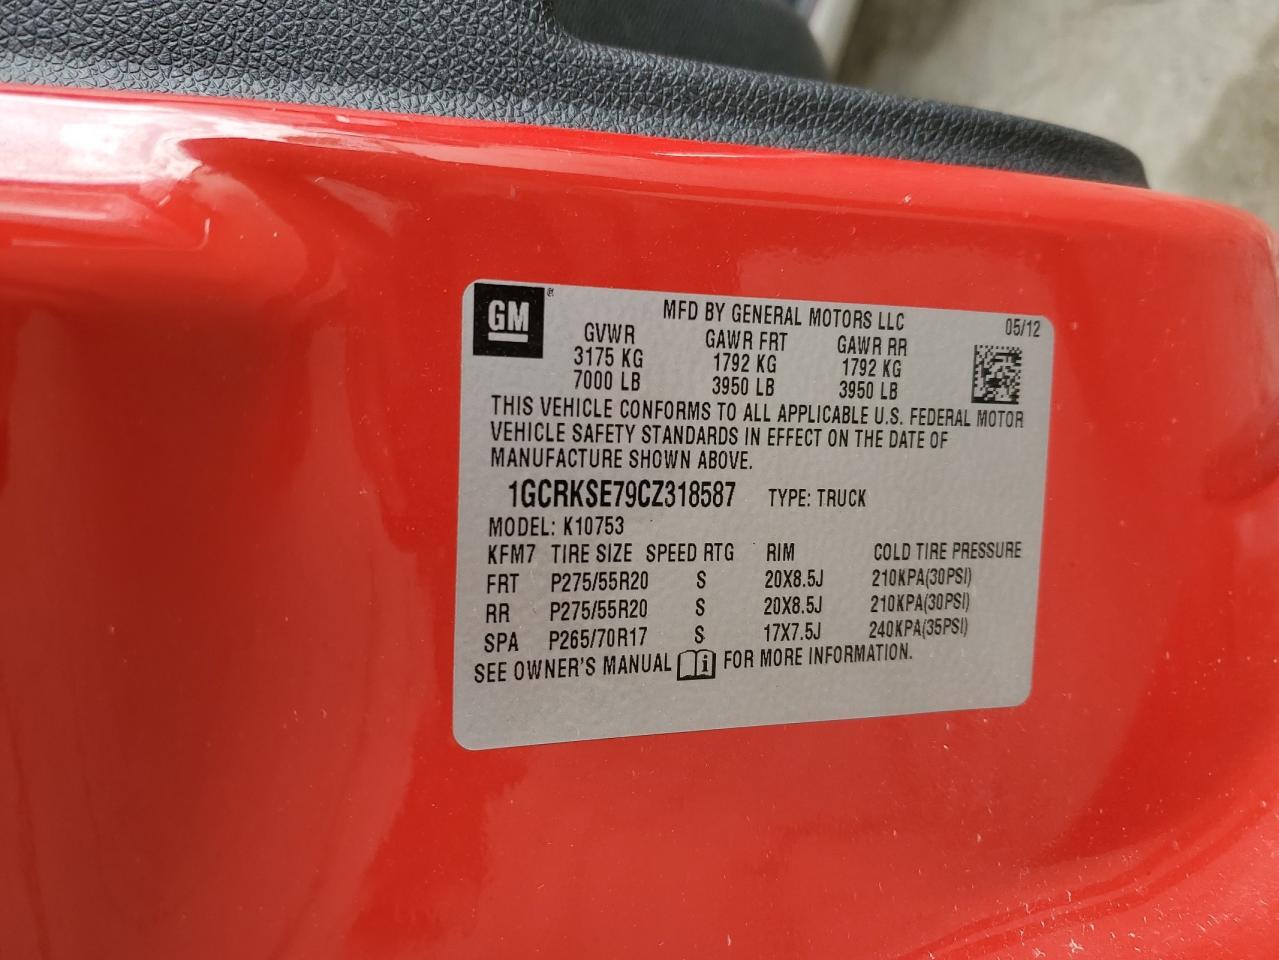 GM®
MFD BY GENERAL MOTORS LLC 05/12
GVWR GAWR FRT GAWR RR
3175 KG 1792 KG 1792 KG
7000 LB 3950 LB 3950 LB
THIS VEHICLE CONFORMS TO ALL APPLICABLE U.S. FEDERAL MOTOR
VEHICLE SAFETY STANDARDS IN EFFECT ON THE DATE OF
MANUFACTURE SHOWN ABOVE.
1GCRKSE79CZ318587 TYPE: TRUCK
MODEL: K10753
KFM7 TIRE SIZE SPEED RTG RIM COLD TIRE PRESSURE
FRT P275/55R20 S 20X8.5J 210KPA(30PSI)
RR P275/55R20 S 20X8.5J 210KPA(30PSI)
SPA P265/70R17 S 17X7.5J 240KPA(35PSI)
SEE OWNER'S MANUAL i FOR MORE INFORMATION.